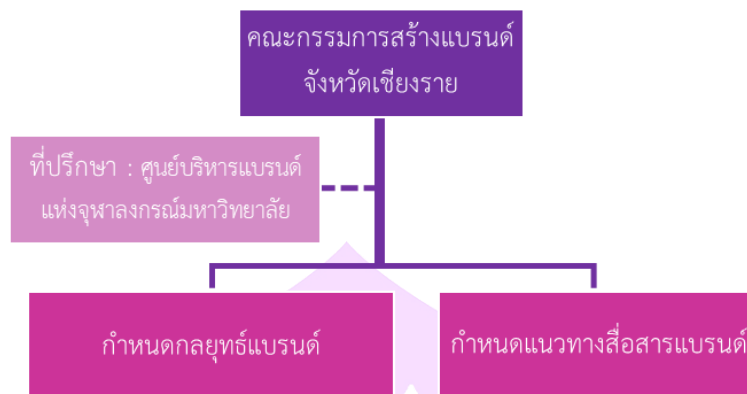 คณะกรรมการสร้างแบรนด์
จังหวัดเชียงราย
ที่ปรึกษา : ศูนย์บริหารแบรนด์
แห่งจุฬาลงกรณ์มหาวิทยาลัย
กำหนดกลยุทธ์แบรนด์
กำหนดแนวทางสื่อสารแบรนด์